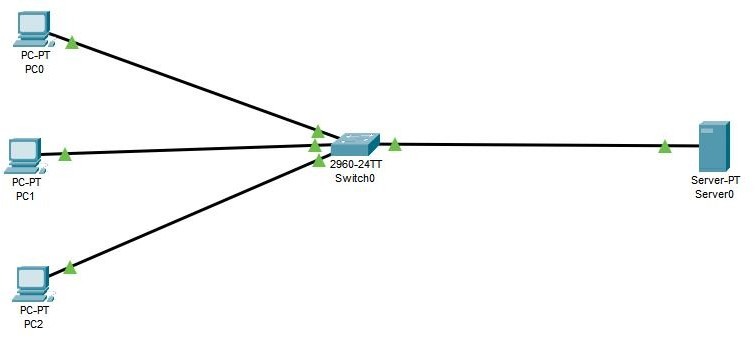 PC-PT
PC0
PC-PT
PC1
2960-24TT
Switch0
Server-PT
Server0
PC-PT
PC2